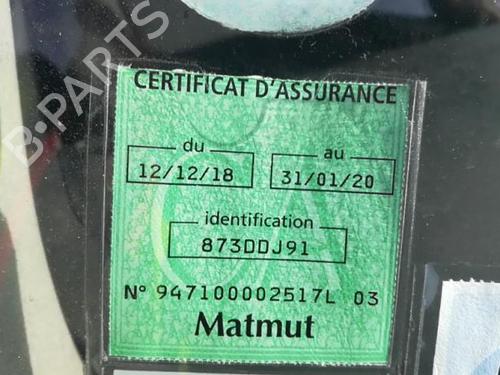 B·PARTS
CERTIFICAT D'ASSURANCE
du au
12/12/18 31/01/20
identification
873DDJ91
N° 947100002517L 03
Matmut